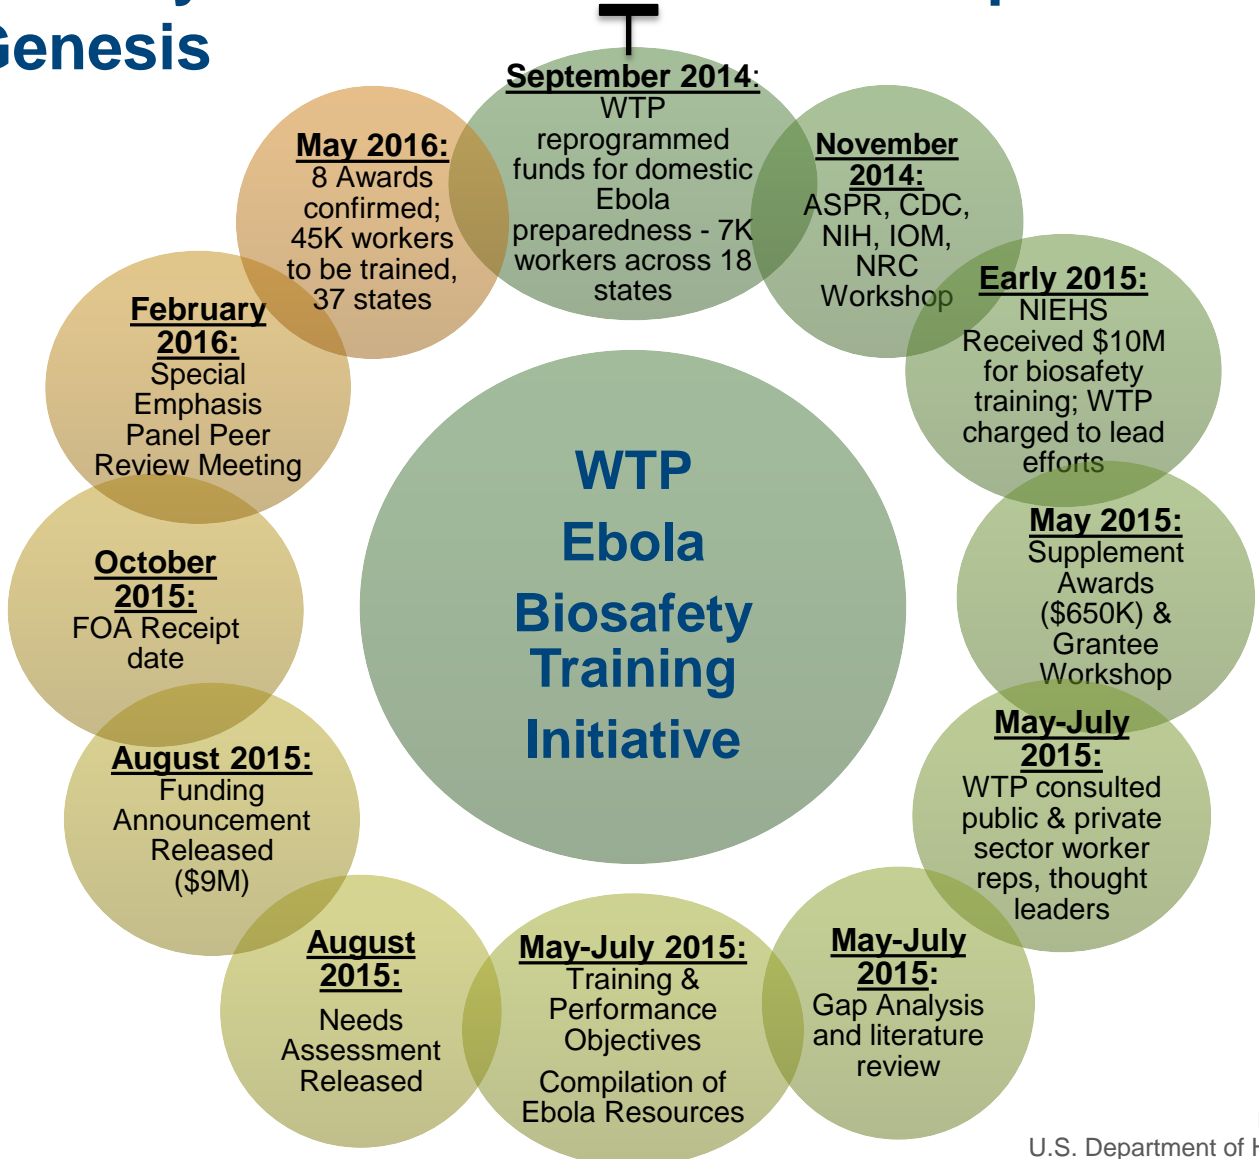 Genesis
September 2014:
WTP
reprogrammed
funds for domestic
Ebola
preparedness - 7K
workers across 18
states
November
2014:
ASPR, CDC,
NIH, IOM,
NRC
Workshop
Early 2015:
NIEHS
Received $10M
for biosafety
training; WTP
charged to lead
efforts
May 2015:
Supplement
Awards
($650K) &
Grantee
Workshop
May-July
2015:
WTP consulted
public & private
sector worker
reps, thought
leaders
May-July
2015:
Gap Analysis
and literature
review
May-July 2015:
Training &
Performance
Objectives
Compilation of
Ebola Resources
August
2015:
Needs
Assessment
Released
August 2015:
Funding
Announcement
Released
($9M)
October
2015:
FOA Receipt
date
February
2016:
Special
Emphasis
Panel Peer
Review Meeting
May 2016:
8 Awards
confirmed;
45K workers
to be trained,
37 states
WTP
Ebola
Biosafety
Training
Initiative
U.S. Department of H